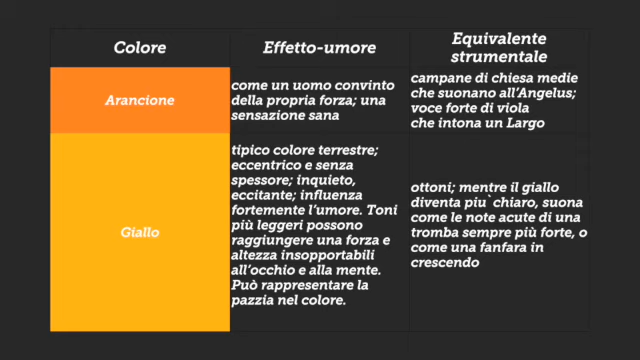 Colore
Effetto-umore
Equivalente
strumentale
Arancione
come un uomo convinto
della propria forza; una
sensazione sana
campane di chiesa medie
che suonano all'Angelus;
voce forte di viola
che intona un Largo
Giallo
tipico colore terrestre;
eccentrico e senza
spessore; inquieto,
eccitante; influenza
fortemente l'umore. Toni
più leggeri possono
raggiungere una forza e
altezza insopportabili
all'occhio e alla mente.
Può rappresentare la
pazzia nel colore.
ottoni; mentre il giallo
diventa piu` chiaro, suona
come le note acute di una
tromba sempre più forte, o
come una fanfara in
crescendo